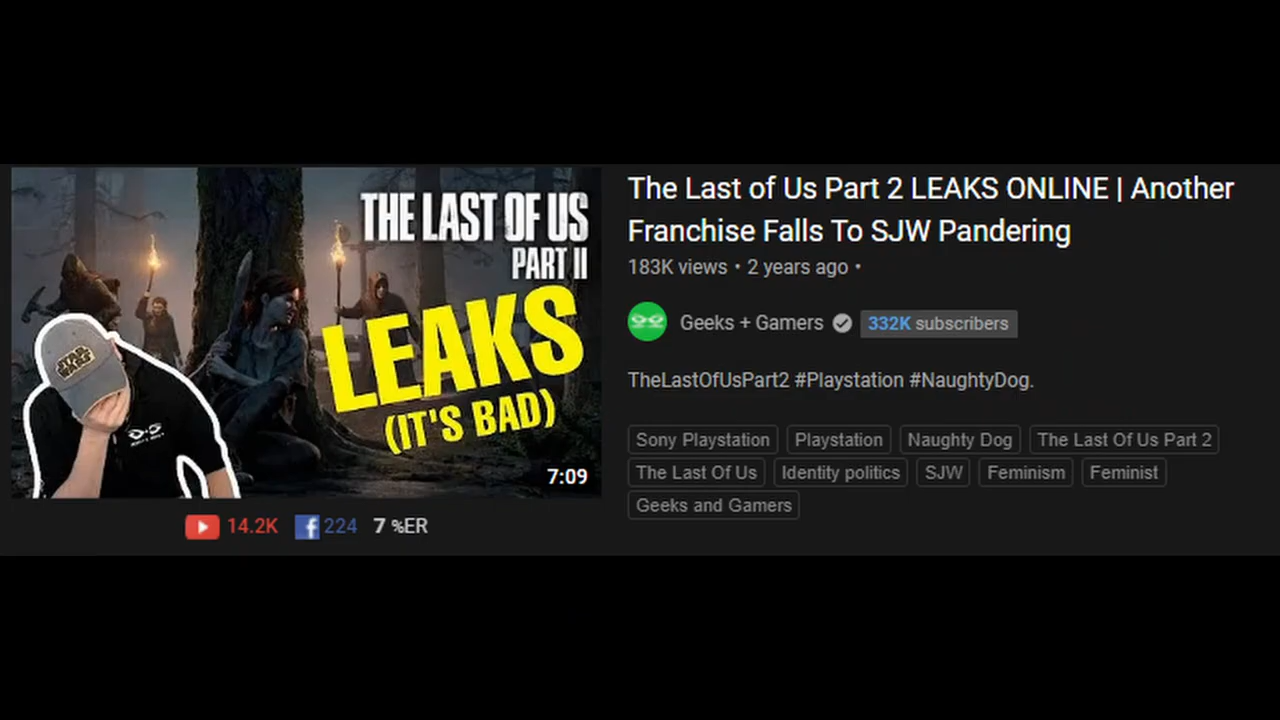 THE LAST OF US
PART II
LEAKS
(IT'S BAD)
STAR
WARS
7:09
14.2K 224 7 %ER
The Last of Us Part 2 LEAKS ONLINE | Another
Franchise Falls To SJW Pandering
183K views • 2 years ago •
Geeks + Gamers 332K subscribers
TheLastOfUsPart2 #Playstation #NaughtyDog.
Sony Playstation Playstation Naughty Dog The Last Of Us Part 2
The Last Of Us Identity politics SJW Feminism Feminist
Geeks and Gamers